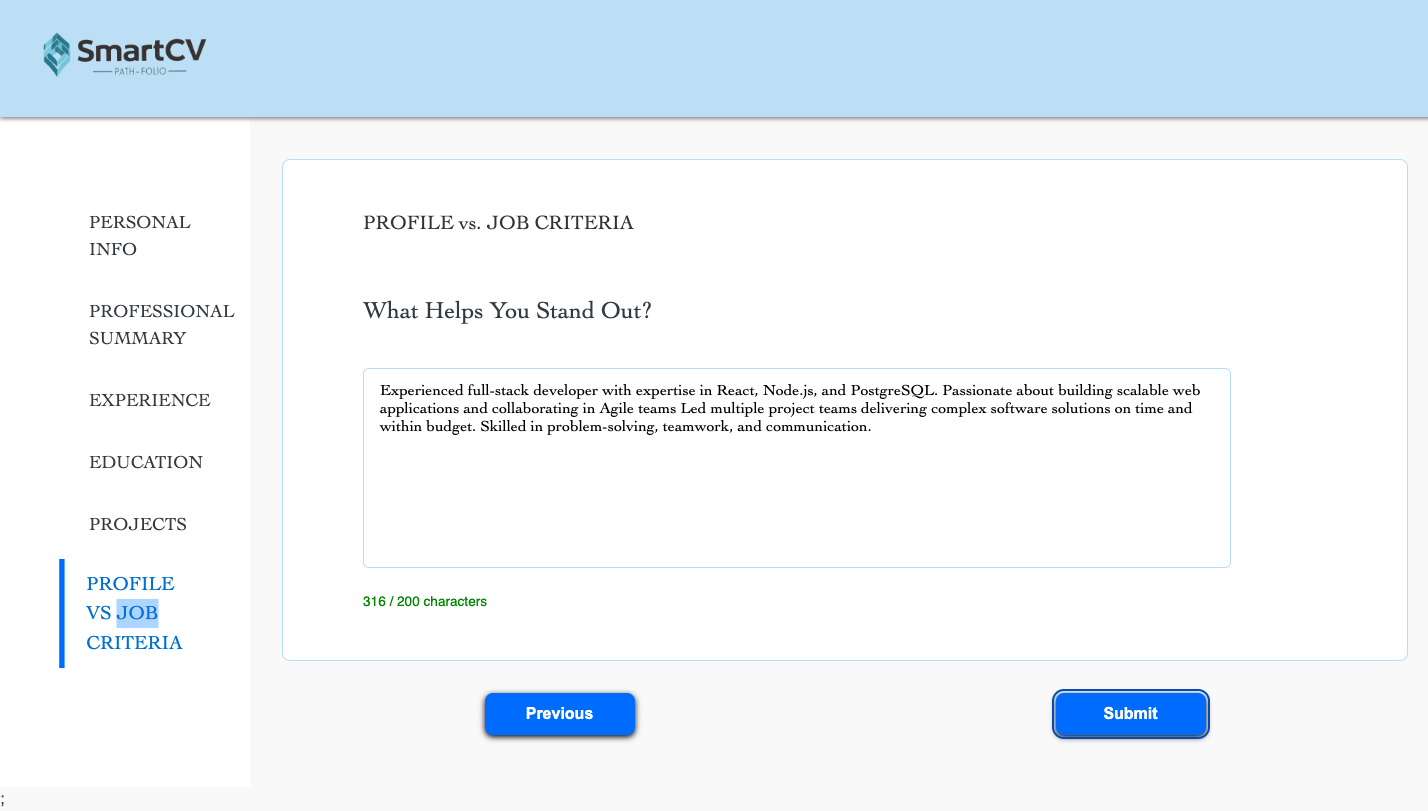 SmartCV
PATH-FOLIO
PERSONAL
INFO
PROFESSIONAL
SUMMARY
EXPERIENCE
EDUCATION
PROJECTS
PROFILE
VS JOB
CRITERIA
PROFILE vs. JOB CRITERIA
What Helps You Stand Out?
Experienced full-stack developer with expertise in React, Node.js, and PostgreSQL. Passionate about building scalable web
applications and collaborating in Agile teams Led multiple project teams delivering complex software solutions on time and
within budget. Skilled in problem-solving, teamwork, and communication.
316 / 200 characters
Previous
Submit
;